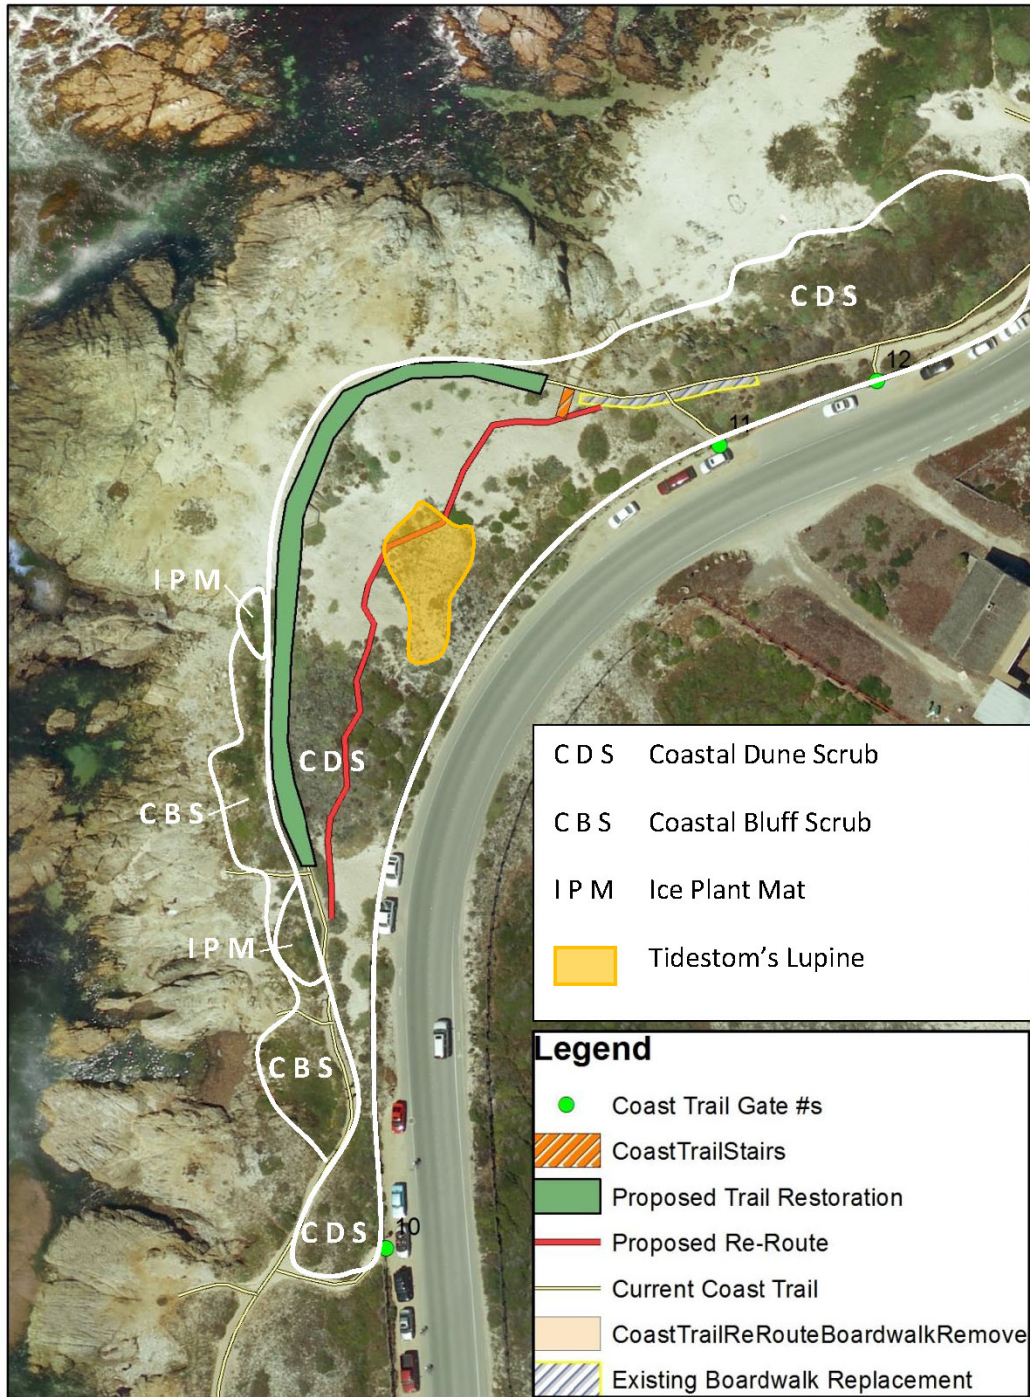 C D S
12
11
I P M
C D S
C B S
I P M
C B S
C D S
10
C D S Coastal Dune Scrub
C B S Coastal Bluff Scrub
I P M Ice Plant Mat
Tidestom's Lupine
Legend
Coast Trail Gate #s
CoastTrailStairs
Proposed Trail Restoration
Proposed Re-Route
Current Coast Trail
CoastTrailReRouteBoardwalkRemove
Existing Boardwalk Replacement